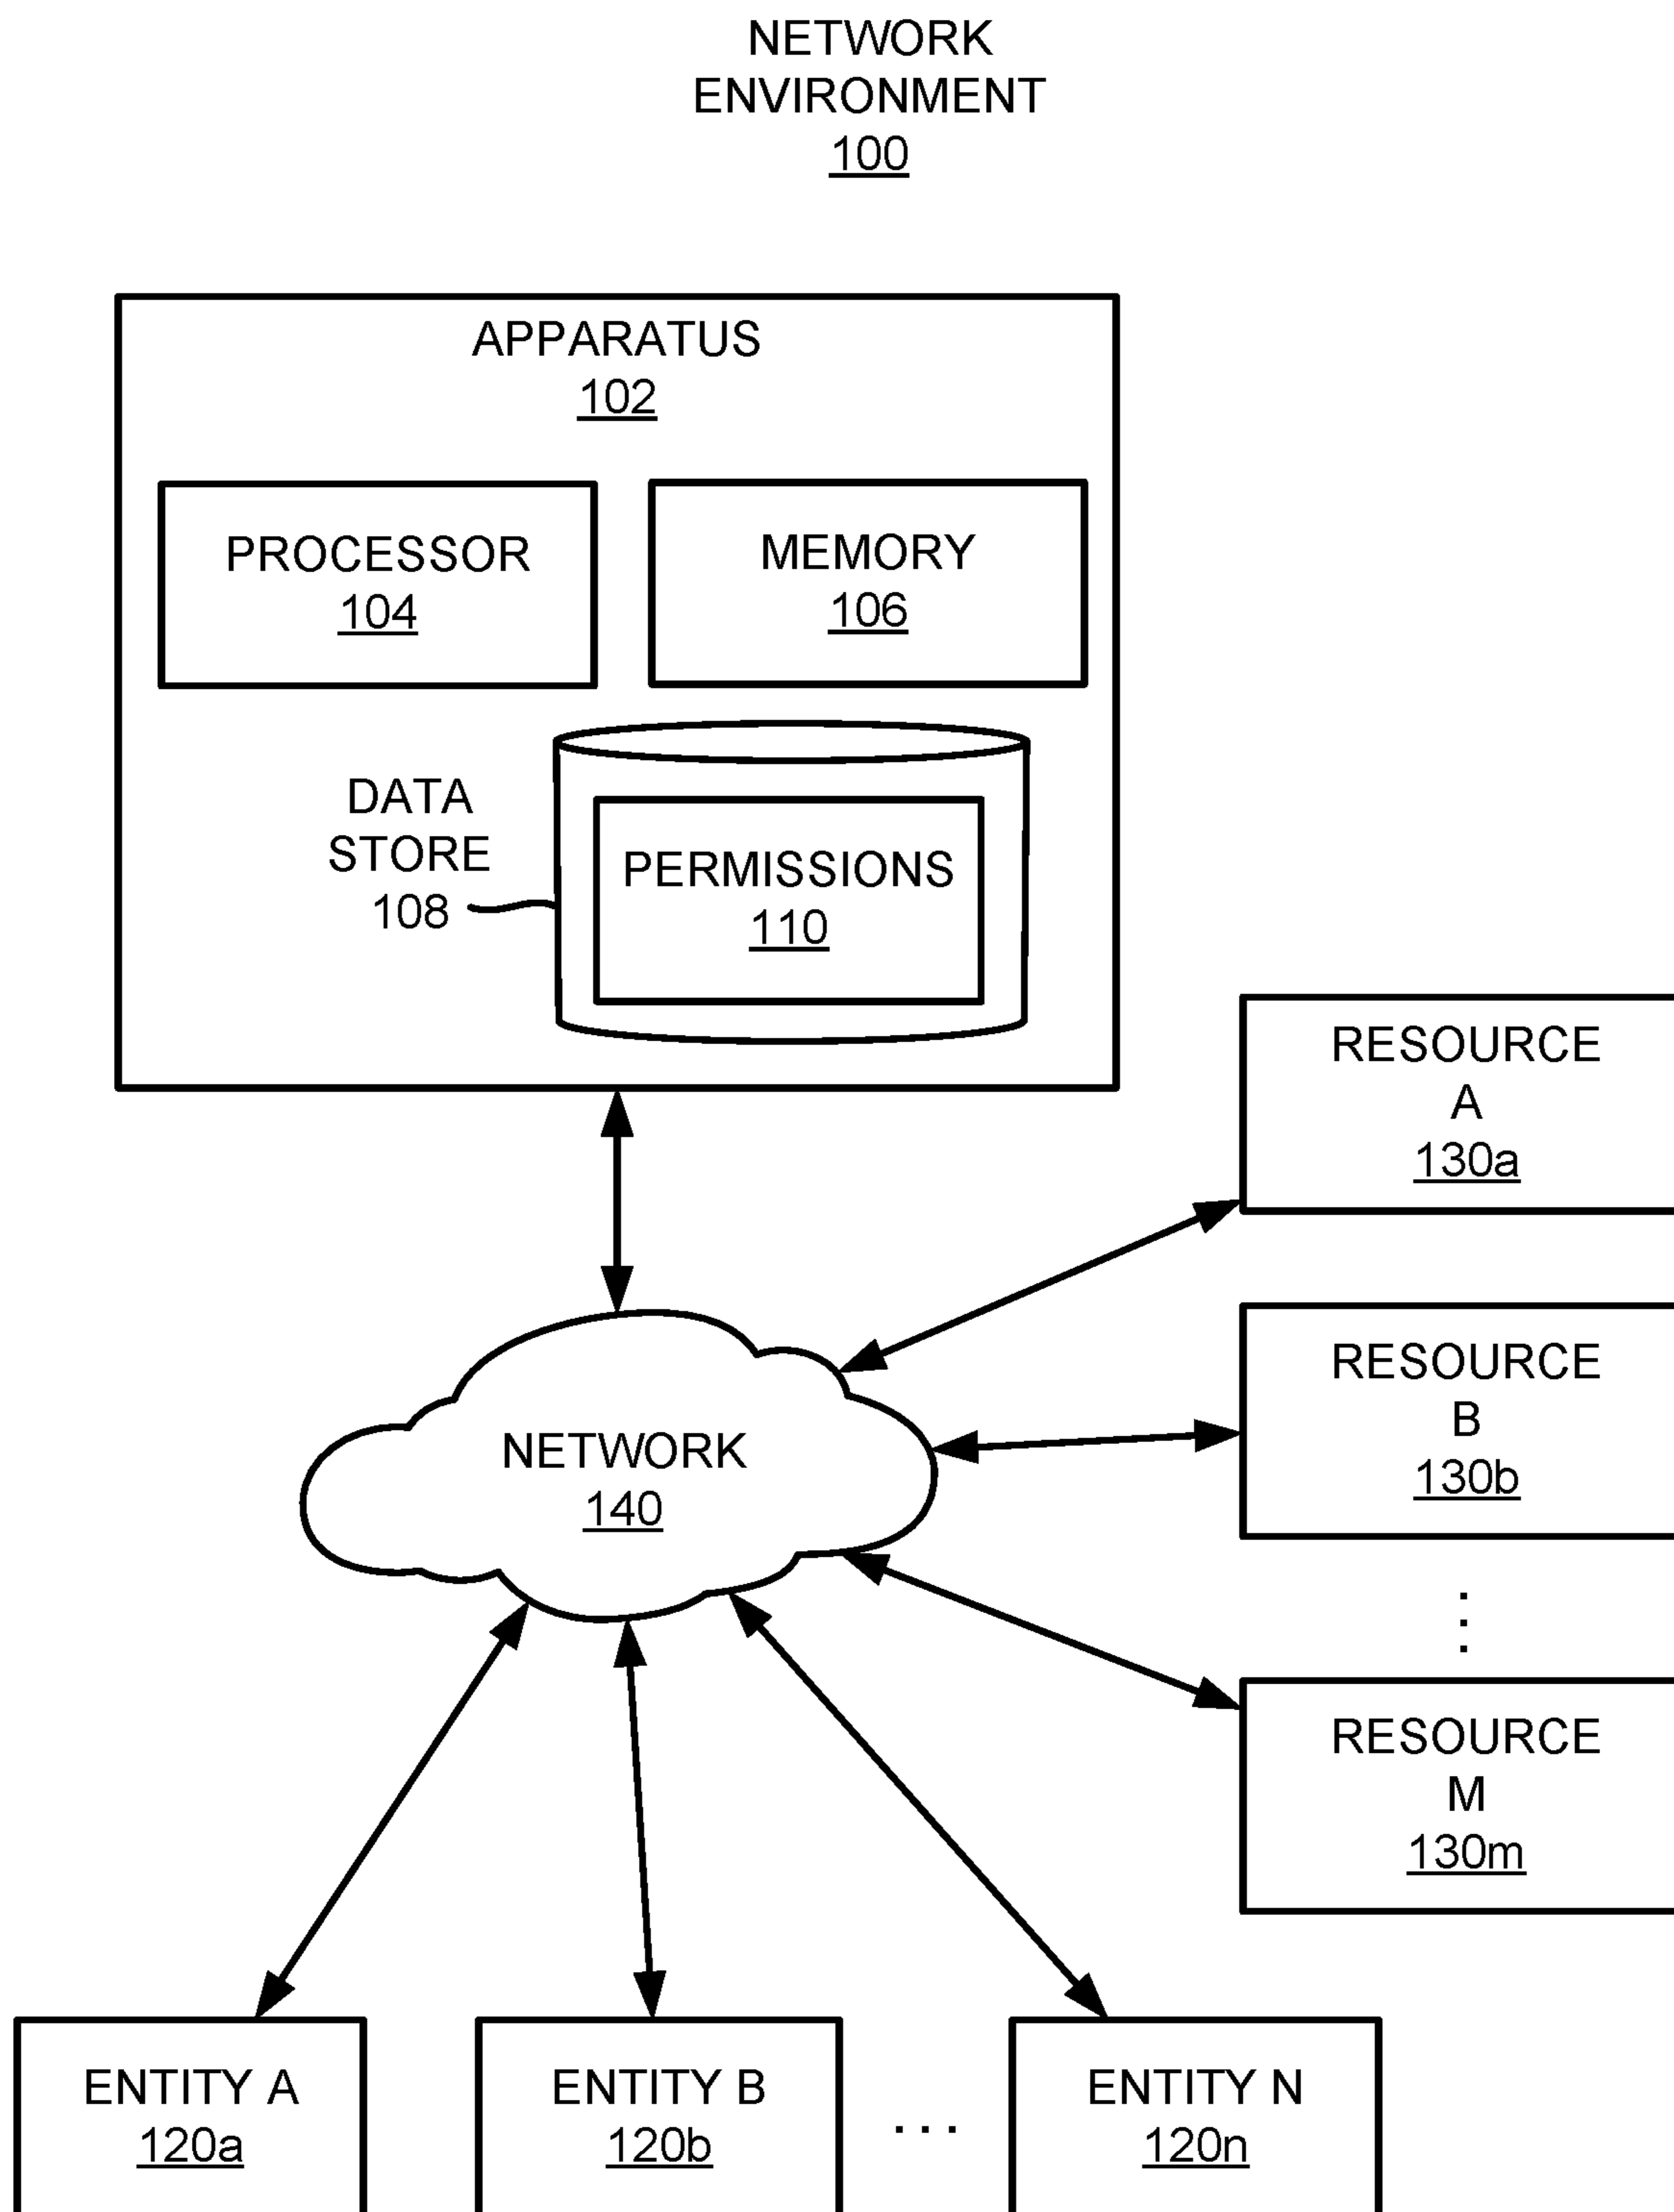 NETWORK
ENVIRONMENT
100
APPARATUS
102
PROCESSOR
104
MEMORY
106
DATA
STORE
108
PERMISSIONS
110
RESOURCE
A
130a
RESOURCE
B
130b
⋮
RESOURCE
M
130m
NETWORK
140
ENTITY A
120a
ENTITY B
120b
...
ENTITY N
120n